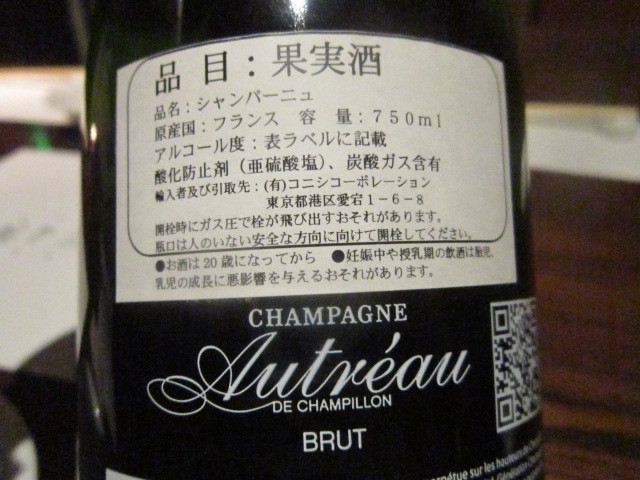 品 目：果実酒
品名：シャンパーニュ
原産国：フランス 容 量：７５０ml
アルコール度：表ラベルに記載
酸化防止剤（亜硫酸塩）、炭酸ガス含有
輸入者及び引取先：(有)コニシコーポレーション
東京都港区愛宕１－６－８
開栓時にガス圧で栓が飛び出すおそれがあります。
瓶口は人のいない安全な方向に向けて開栓してください。
●お酒は20歳になってから ●妊娠中や授乳期の飲酒は胎児、
乳児の成長に悪影響を与えるおそれがあります。
CHAMPAGNE
Autréau
DE CHAMPILLON
BRUT
perpétue sur les hauteurs de
Génération